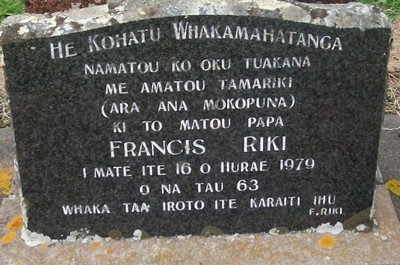 HE KOHATU WHAKAMAHATANGA
NAMATOU KO OKU TUAKANA
ME AMATOU TAMARIKI
(ARA ANA MOKOPUNA)
KI TO MATOU PAPA
FRANCIS RIKI
I MATE ITE 16 O HURAE 1979
O NA TAU 63
WHAKA TAA IROTO ITE KARAITI IHU
F. RIKI